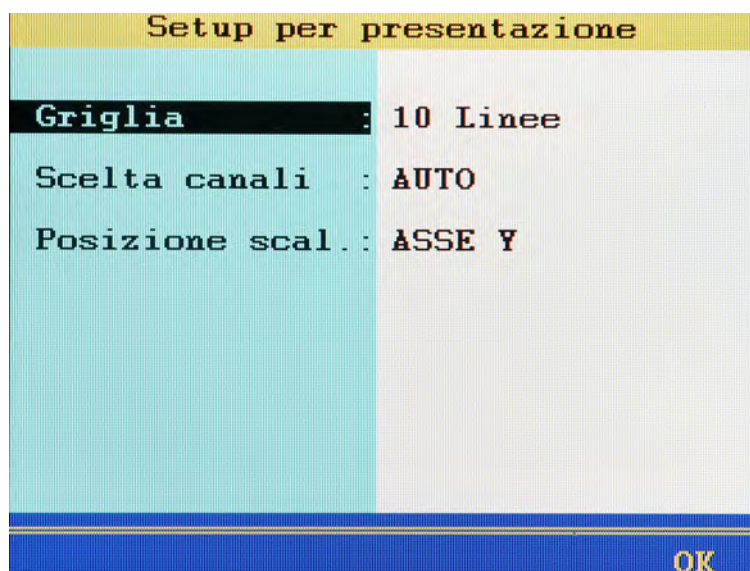 Setup per presentazione
Griglia : 10 Linee
Scelta canali : AUTO
Posizione scal.: ASSE Y
OK